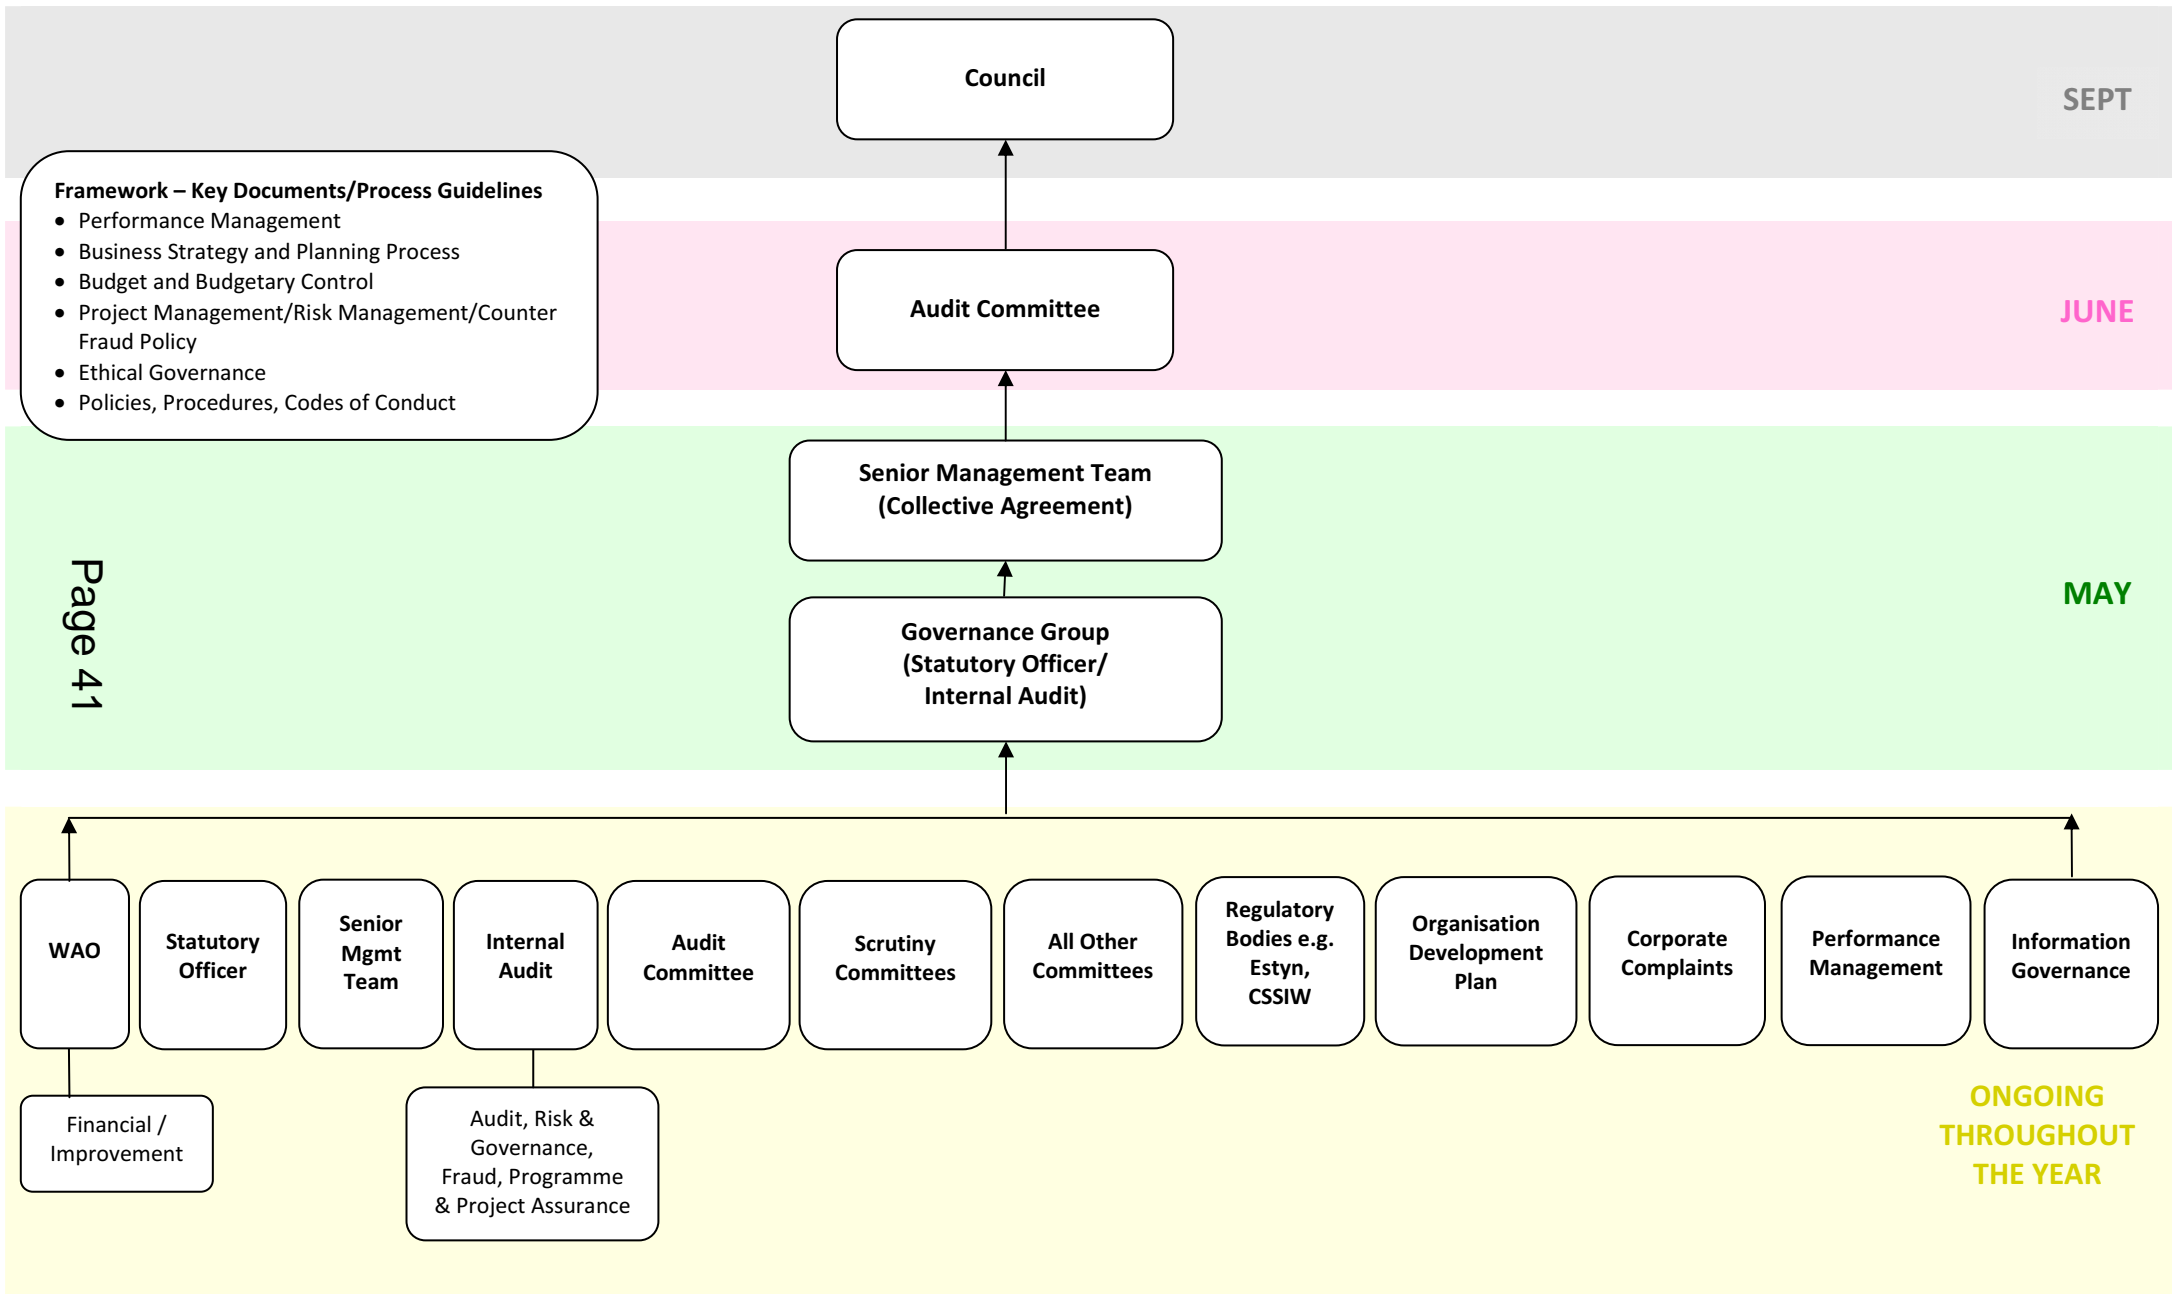 Council
SEPT
Framework – Key Documents/Process Guidelines
• Performance Management
• Business Strategy and Planning Process
• Budget and Budgetary Control
• Project Management/Risk Management/Counter
Fraud Policy
• Ethical Governance
• Policies, Procedures, Codes of Conduct
Audit Committee
JUNE
Senior Management Team
(Collective Agreement)
Page 41
MAY
Governance Group
(Statutory Officer/
Internal Audit)
WAO
Statutory
Officer
Senior
Mgmt
Team
Internal
Audit
Audit
Committee
Scrutiny
Committees
All Other
Committees
Regulatory
Bodies e.g.
Estyn,
CSSIW
Organisation
Development
Plan
Corporate
Complaints
Performance
Management
Information
Governance
Financial /
Improvement
Audit, Risk &
Governance,
Fraud, Programme
& Project Assurance
ONGOING
THROUGHOUT
THE YEAR